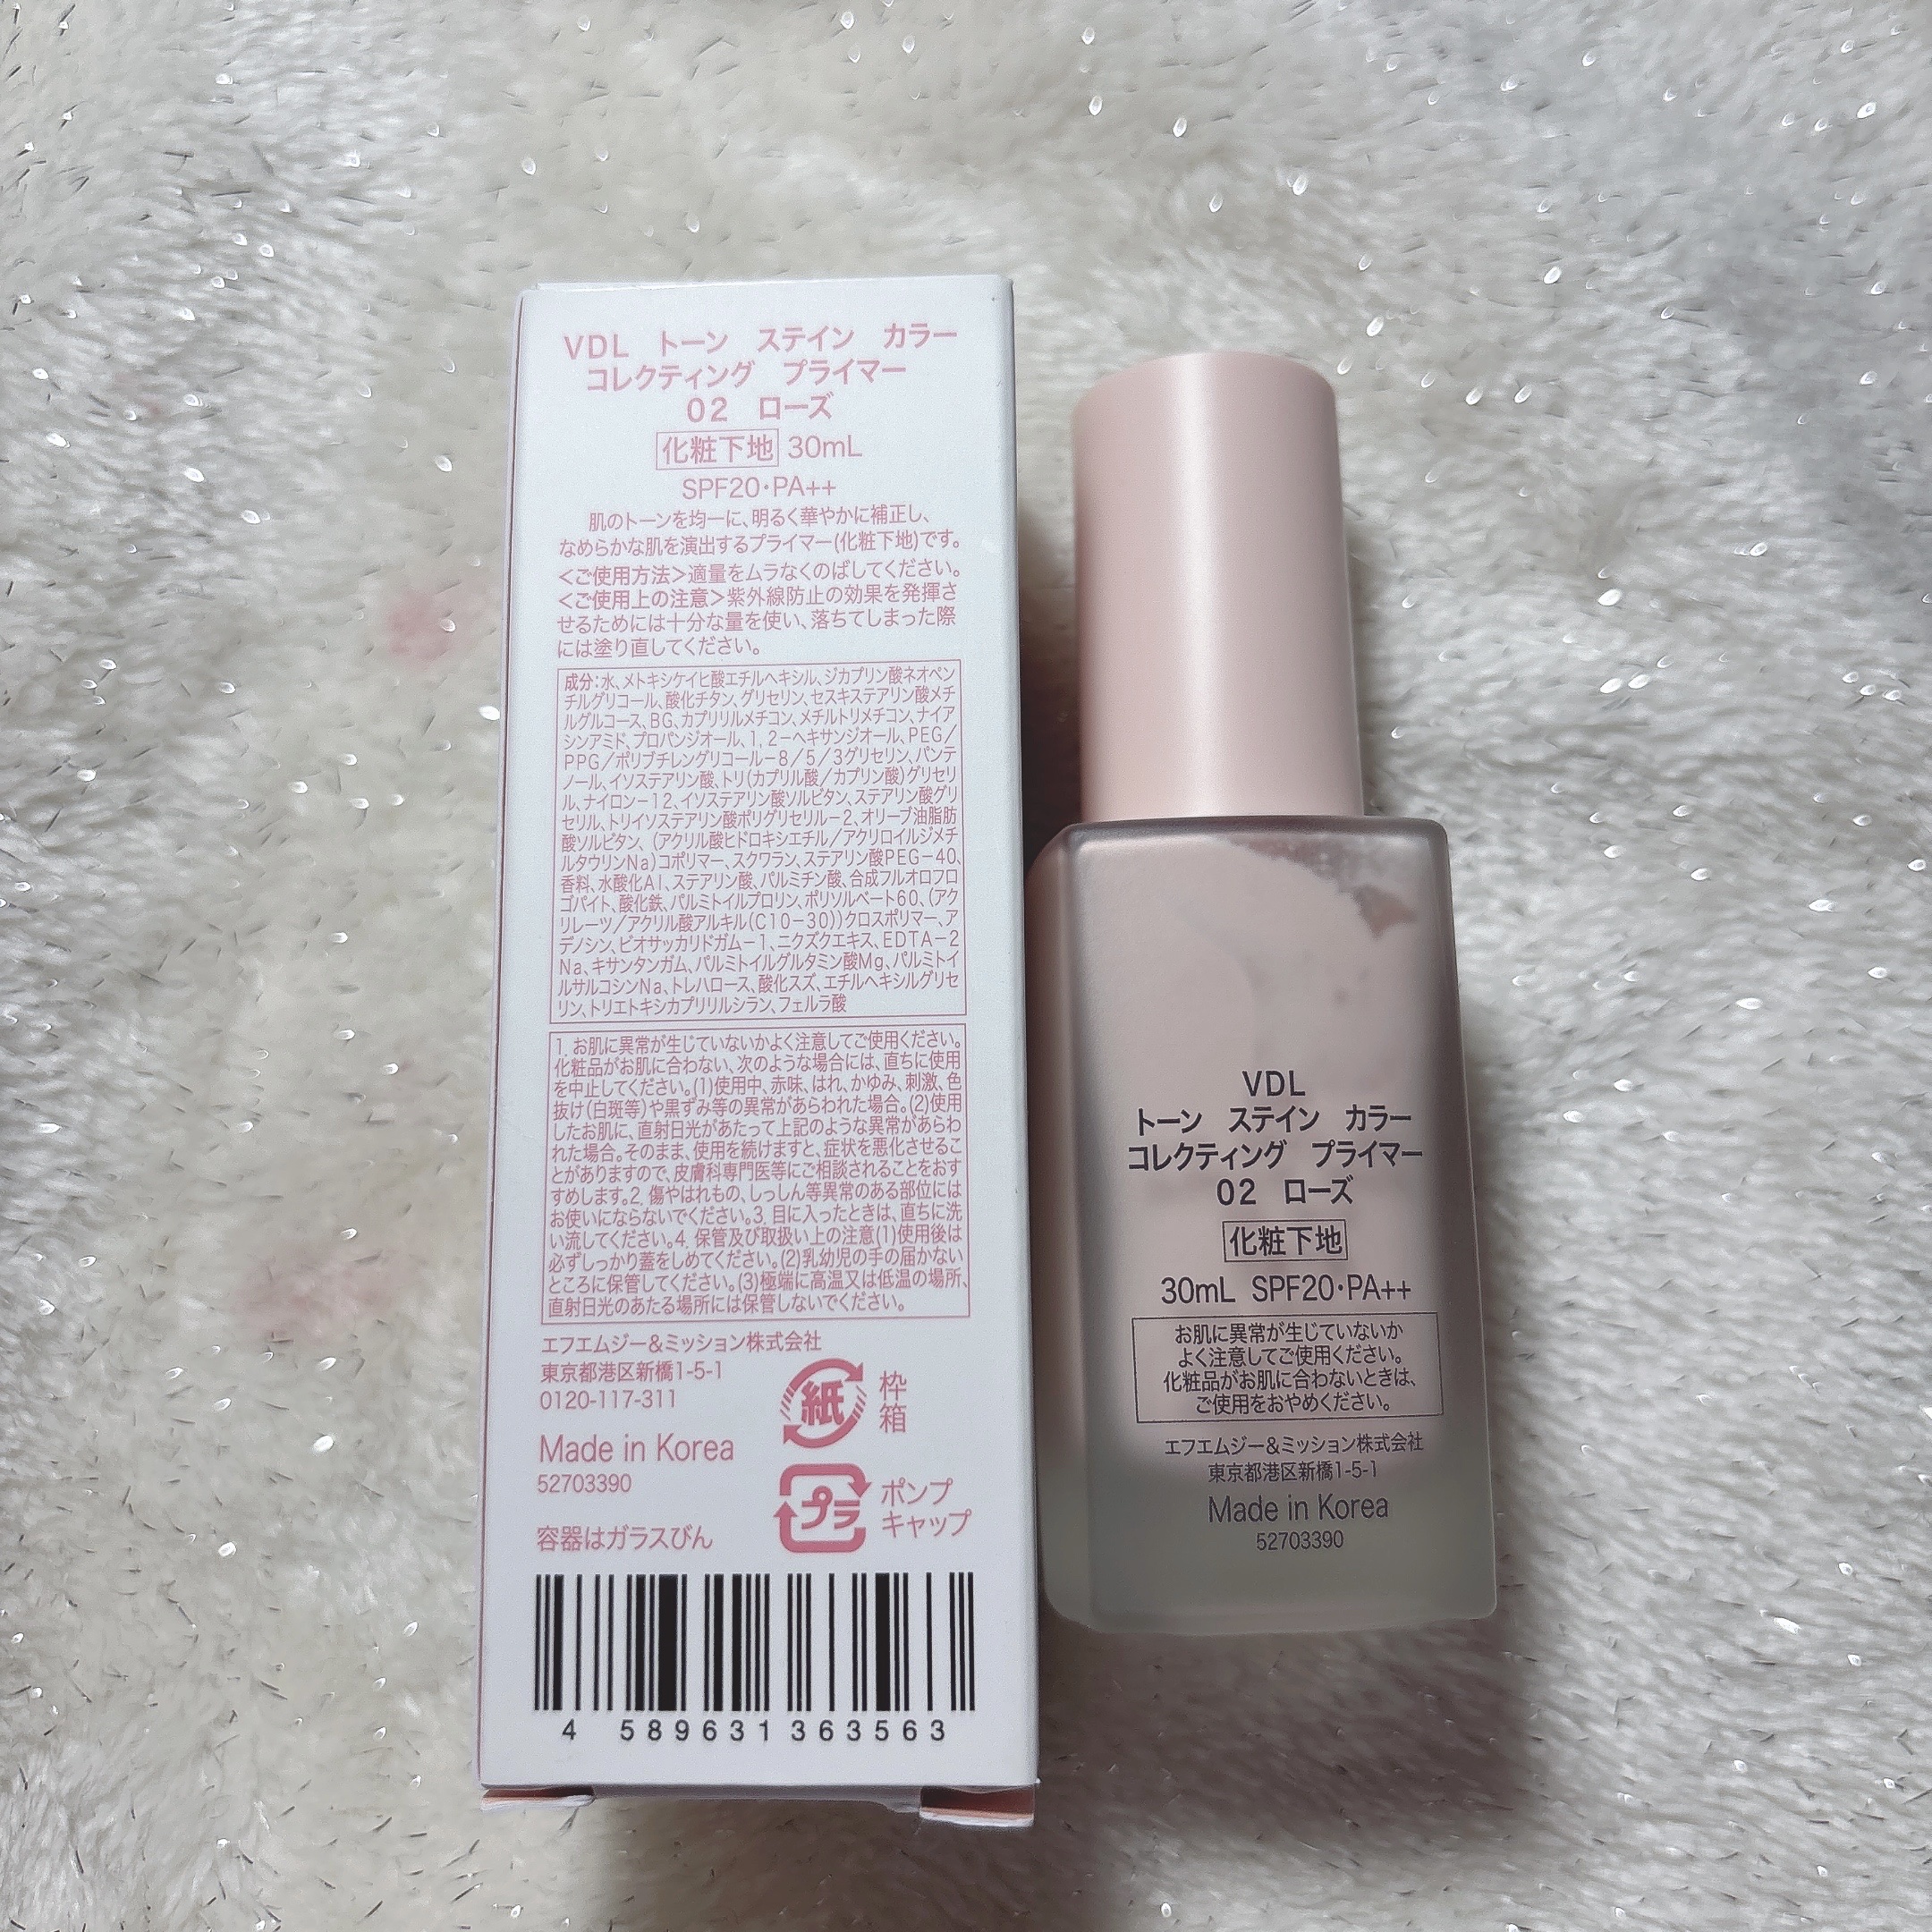 VDL トーン ステイン カラー
コレクティング プライマー
02 ローズ
化粧下地 30mL
SPF20・PA++
肌のトーンを均一に、明るく華やかに補正し、
なめらかな肌を演出するプライマー(化粧下地)です。
＜ご使用方法＞適量をムラなくのばしてください。
＜ご使用上の注意＞紫外線防止の効果を発揮さ
せるためには十分な量を使い、落ちてしまった際
には塗り直してください。
成分：水、メトキシケイヒ酸エチルヘキシル、ジカプリン酸ネオペン
チルグリコール、酸化チタン、グリセリン、セスキステアリン酸メチ
ルグルコース、BG、カプリリルメチコン、メチルトリメチコン、ナイア
シンアミド、プロパンジオール、1，2－ヘキサンジオール、PEG／
PPG／ポリブチレングリコール－8／5／3グリセリン、パンテ
ノール、イソステアリン酸、トリ(カプリル酸／カプリン酸)グリセリ
ル、ナイロン－12、イソステアリン酸ソルビタン、ステアリン酸グリ
セリル、トリイソステアリン酸ポリグリセリル－2、オリーブ油脂肪
酸ソルビタン、(アクリル酸ヒドロキシエチル／アクリロイルジメチ
ルタウリンNa)コポリマー、スクワラン、ステアリン酸PEG－40、
香料、水酸化Al、ステアリン酸、パルミチン酸、合成フルオロフロ
ゴパイト、酸化鉄、パルミトイルプロリン、ポリソルベート60、(アク
リレーツ／アクリル酸アルキル(C10－30))クロスポリマー、ア
デノシン、ビオサッカリドガム－1、ニクズクエキス、EDTA－2
Na、キサンタンガム、パルミトイルグルタミン酸Mg、パルミトイ
ルサルコシンNa、トレハロース、酸化スズ、エチルヘキシルグリセ
リン、トリエトキシカプリリルシラン、フェルラ酸
1. お肌に異常が生じていないかよく注意してご使用ください。
化粧品がお肌に合わない、次のような場合には、直ちに使用
を中止してください。(1)使用中、赤味、はれ、かゆみ、刺激、色
抜け(白斑等)や黒ずみ等の異常があらわれた場合。(2)使用
したお肌に、直射日光があたって上記のような異常があらわ
れた場合。そのまま、使用を続けますと、症状を悪化させるこ
とがありますので、皮膚科専門医等にご相談されることをおす
すめします。2. 傷やはれもの、しっしん等異常のある部位には
お使いにならないでください。3. 目に入ったときは、直ちに洗
い流してください。4. 保管及び取扱い上の注意(1)使用後は
必ずしっかり蓋をしめてください。(2)乳幼児の手の届かない
ところに保管してください。(3)極端に高温又は低温の場所、
直射日光のあたる場所には保管しないでください。
エフエムジー&ミッション株式会社
東京都港区新橋1-5-1
0120-117-311
紙 枠
箱
Made in Korea
52703390
プラ ポンプ
キャップ
容器はガラスびん
4 589631 363563
VDL
トーン ステイン カラー
コレクティング プライマー
02 ローズ
化粧下地
30mL SPF20・PA++
お肌に異常が生じていないか
よく注意してご使用ください。
化粧品がお肌に合わないときは、
ご使用をおやめください。
エフエムジー&ミッション株式会社
東京都港区新橋1-5-1
Made in Korea
52703390